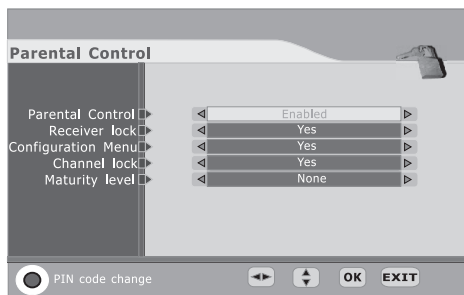 Parental Control
Parental Control Enabled
Receiver lock Yes
Configuration Menu Yes
Channel lock Yes
Maturity level None
PIN code change OK EXIT